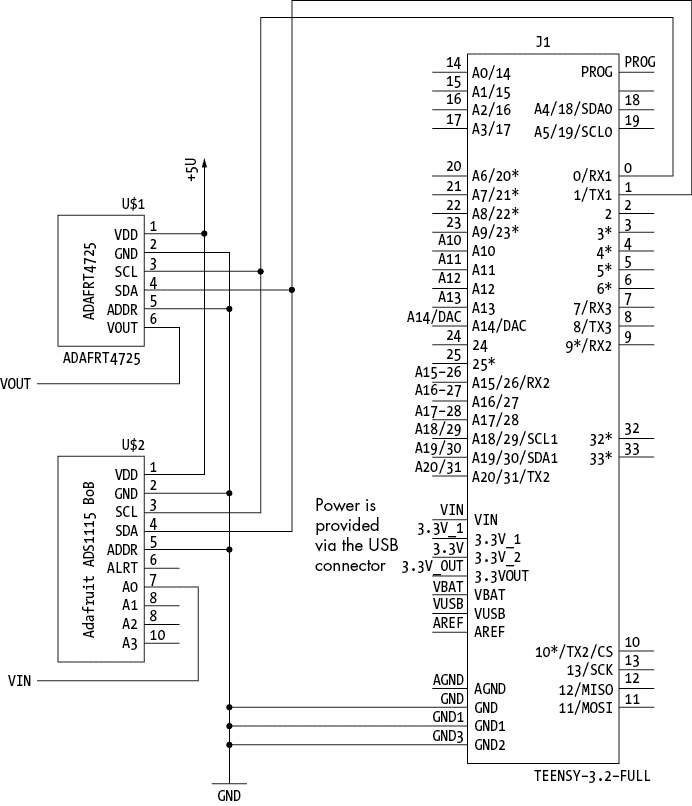 J1
14 A0/14 PROG PROG
15 A1/15
16 A2/16 A4/18/SDA0 18
17 A3/17 A5/19/SCL0 19
20 A6/20* 0/RX1 0
21 A7/21* 1/TX1 1
22 A8/22* 2 2
23 A9/23* 3* 3
A10 A10 4* 4
A11 A11 5* 5
A12 A12 6* 6
A13 A13 7/RX3 7
A14/DAC A14/DAC 8/TX3 8
24 24 9*/RX2 9
25 25*
A15-26 A15/26/RX2
A16-27 A16/27
A17-28 A17/28
A18/29 A18/29/SCL1 32* 32
A19/30 A19/30/SDA1 33* 33
A20/31 A20/31/TX2
VIN VIN
3.3V_1 3.3V_1
3.3V 3.3V_2
3.3V_OUT 3.3VOUT
VBAT VBAT
VUSB VUSB
AREF AREF
10*/TX2/CS 10
13/SCK 13
AGND AGND 12/MISO 12
GND GND 11/MOSI 11
GND1 GND1
GND3 GND2
TEENSY-3.2-FULL
+5U
U$1
ADAFRT4725
VDD 1
GND 2
SCL 3
SDA 4
ADDR 5
VOUT 6
ADAFRT4725
VOUT
U$2
Adafruit ADS1115 BoB
VDD 1
GND 2
SCL 3
SDA 4
ADDR 5
ALRT 6
A0 7
A1 8
A2 8
A3 10
VIN
Power is
provided
via the USB
connector
GND